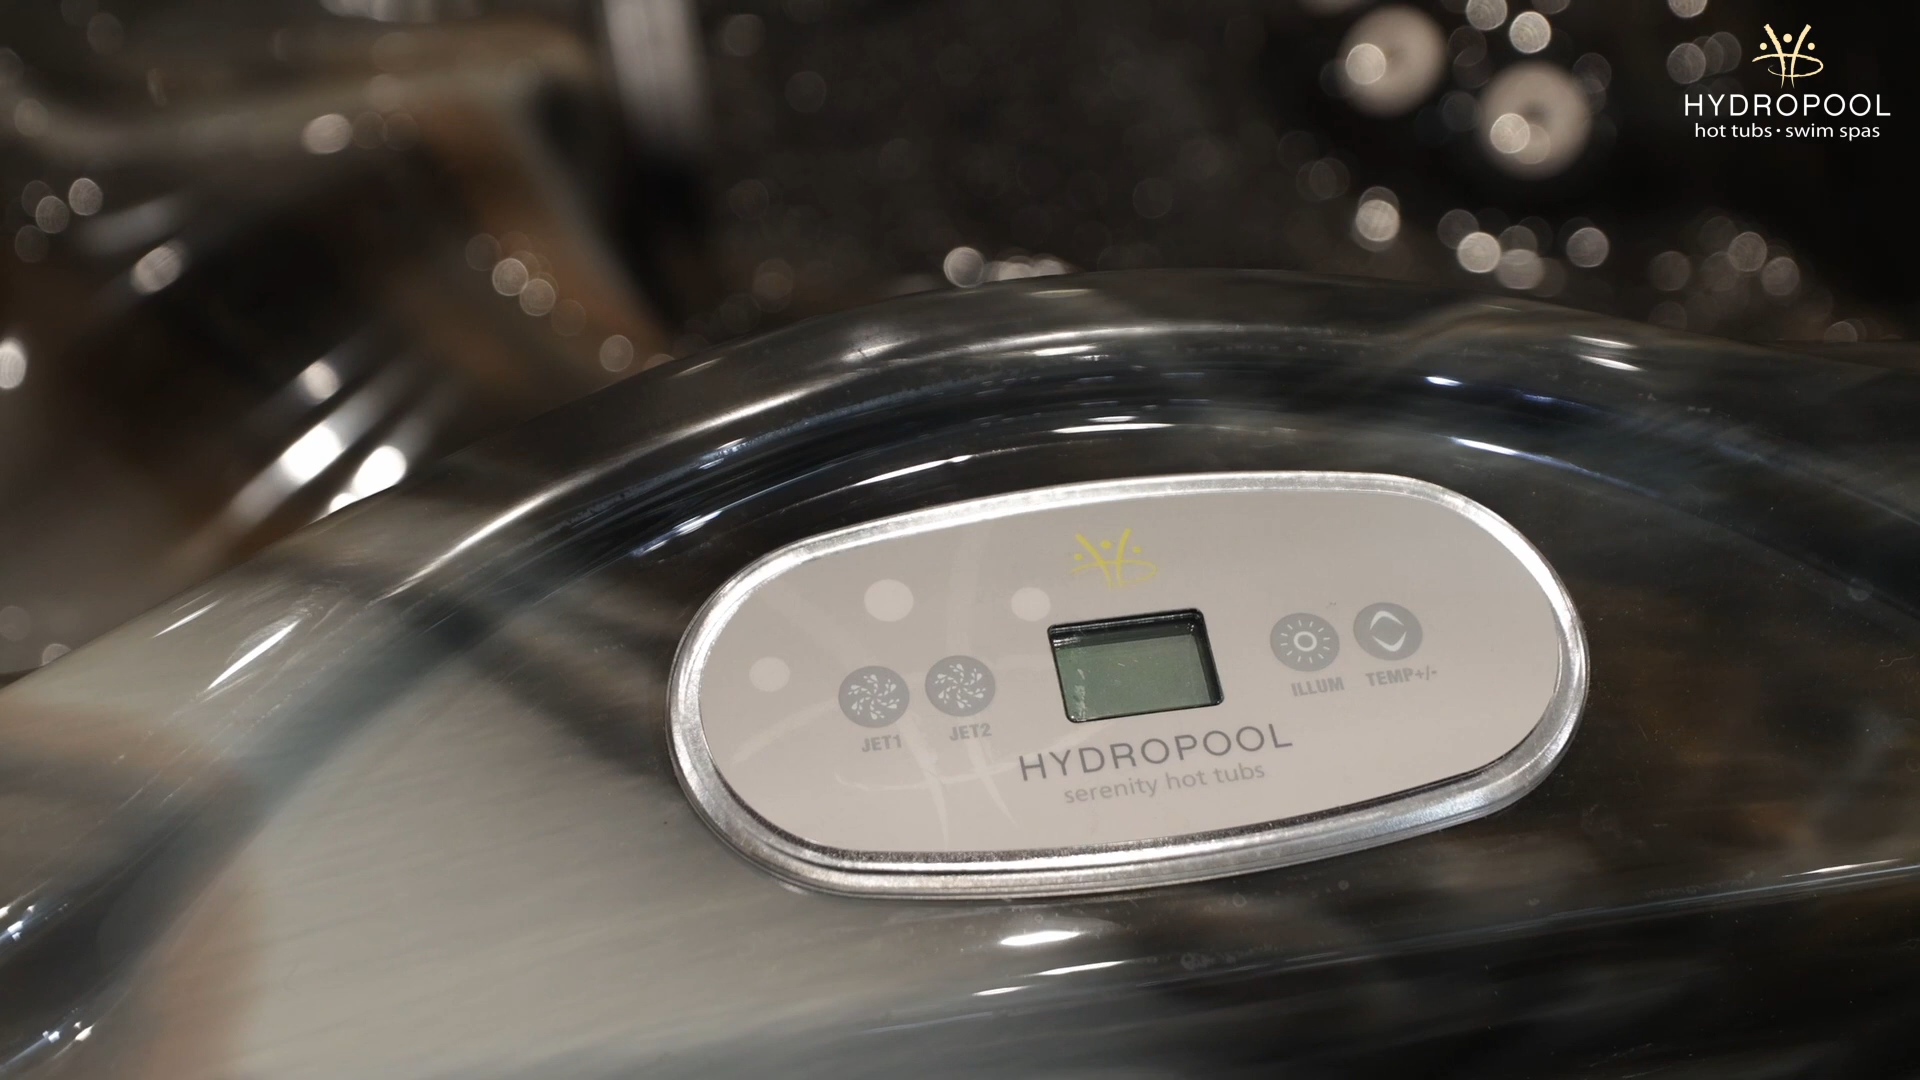 HYDROPOOL
hot tubs · swim spas
JET1
JET2
ILLUM
TEMP+/-
HYDROPOOL
serenity hot tubs